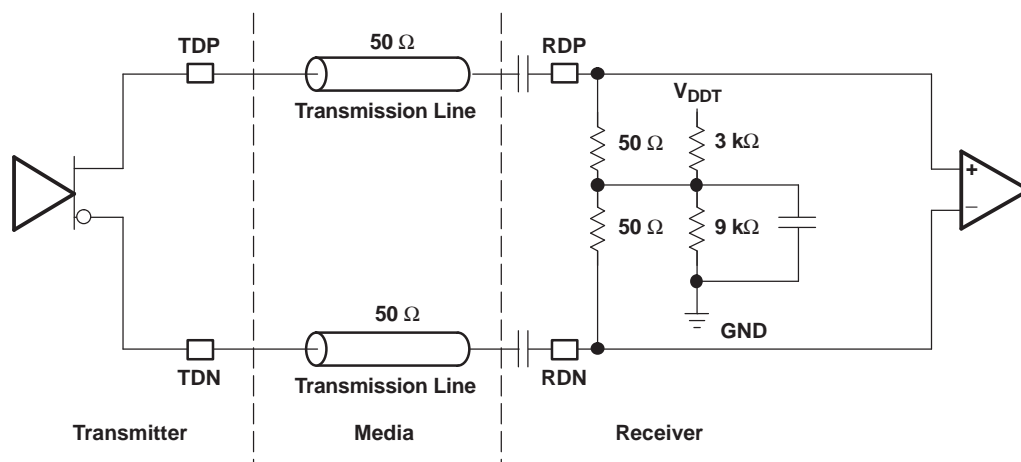 50 Ω
TDP
RDP
Transmission Line
V_DDT
50 Ω
3 kΩ
+
−
50 Ω
9 kΩ
50 Ω
GND
TDN
RDN
Transmission Line
Transmitter
Media
Receiver